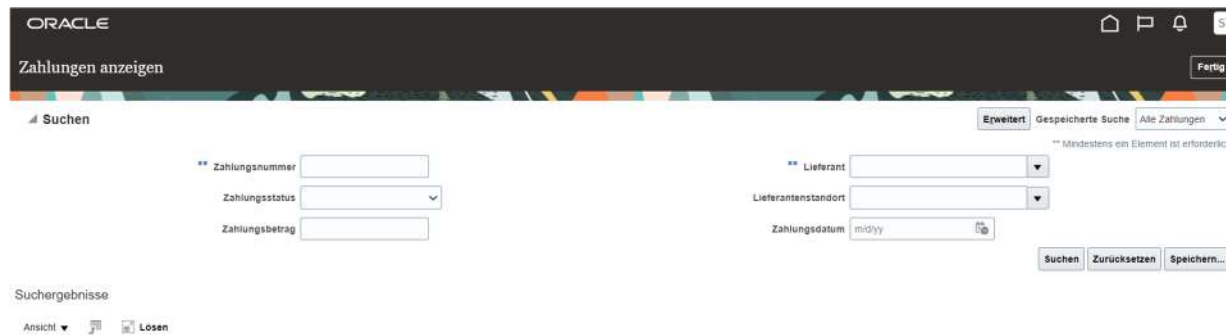 ORACLE
S
Zahlungen anzeigen
Fertig
Suchen
Erweitert Gespeicherte Suche Alle Zahlungen
** Mindestens ein Element ist erforderlic
** Zahlungsnummer
** Lieferant
Zahlungsstatus
Lieferantenstandort
Zahlungsbetrag
Zahlungsdatum m/d/yy
Suchen Zurücksetzen Speichern...
Suchergebnisse
Ansicht Lösen